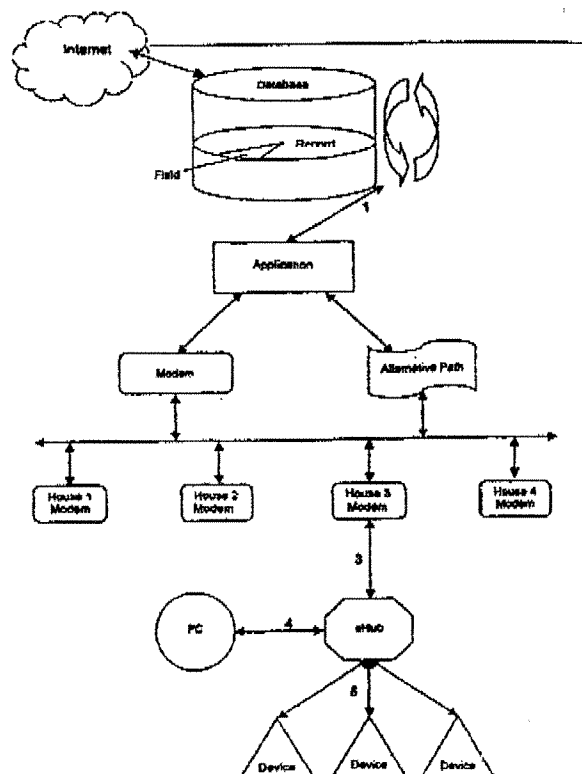 Internet
Database
Record
Field
1
Application
Modem
Alternative Path
House 1
Modem
House 2
Modem
House 3
Modem
House 4
Modem
3
PC
4
eHub
5
Device
Device
Device